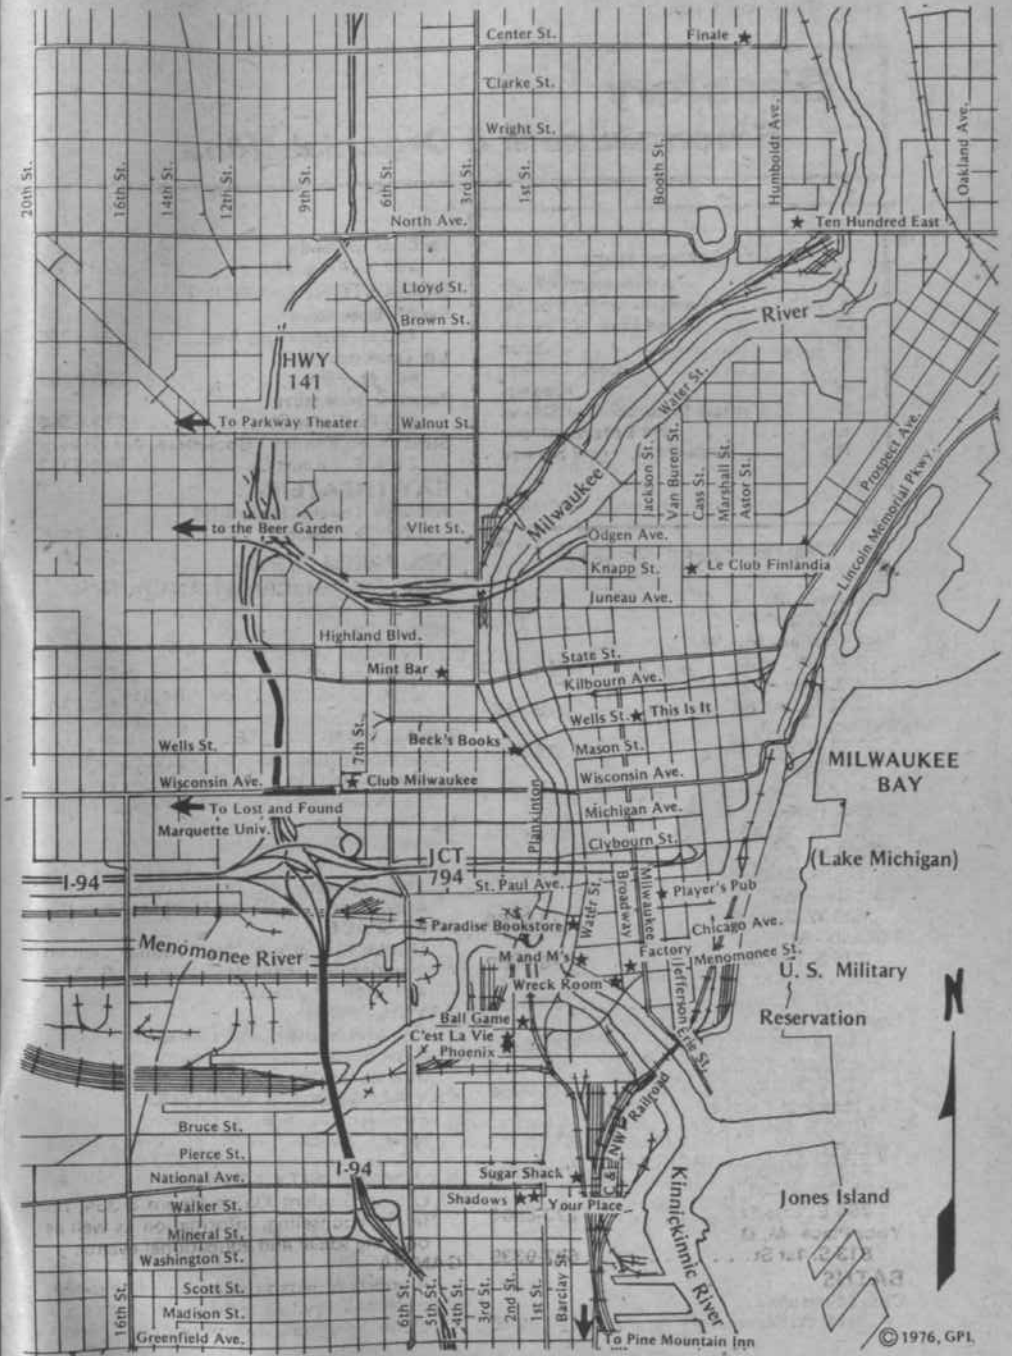 Center St.
Finale
Clarke St.
Wright St.
20th St.
16th St.
14th St.
12th St.
9th St.
6th St.
3rd St.
1st St.
Booth St.
Humboldt Ave.
Oakland Ave.
North Ave.
Ten Hundred East
Lloyd St.
Brown St.
River
HWY
141
Water St.
To Parkway Theater
Walnut St.
Jackson St.
Van Buren St.
Cass St.
Marshall St.
Astor St.
Prospect Ave.
Lincoln Memorial Pkwy.
Milwaukee
to the Beer Garden
Vliet St.
Odgen Ave.
Knapp St.
Le Club Finlandia
Juneau Ave.
Highland Blvd.
State St.
Mint Bar
Kilbourn Ave.
Wells St.
This Is It
7th St.
Beck's Books
Wells St.
Mason St.
MILWAUKEE
BAY
Wisconsin Ave.
Club Milwaukee
Wisconsin Ave.
To Lost and Found
Plankinton
Michigan Ave.
Marquette Univ.
Clybourn St.
(Lake Michigan)
JCT
794
I-94
St. Paul Ave.
Water St.
Broadway
Milwaukee
Player's Pub
Paradise Bookstore
Chicago Ave.
Menomonee River
M and M's
Factory
Menomonee St.
Wreck Room
Jefferson
U. S. Military
Reservation
N
Ball Game
C'est La Vie
Phoenix
Erie St.
C & NW Railroad
Bruce St.
Pierce St.
I-94
National Ave.
Sugar Shack
Kinnickinnic River
Jones Island
Walker St.
Shadows
Your Place
Mineral St.
Washington St.
Scott St.
Madison St.
Greenfield Ave.
16th St.
6th St.
5th St.
4th St.
3rd St.
2nd St.
1st St.
Barclay St.
To Pine Mountain Inn
© 1976, GPI.